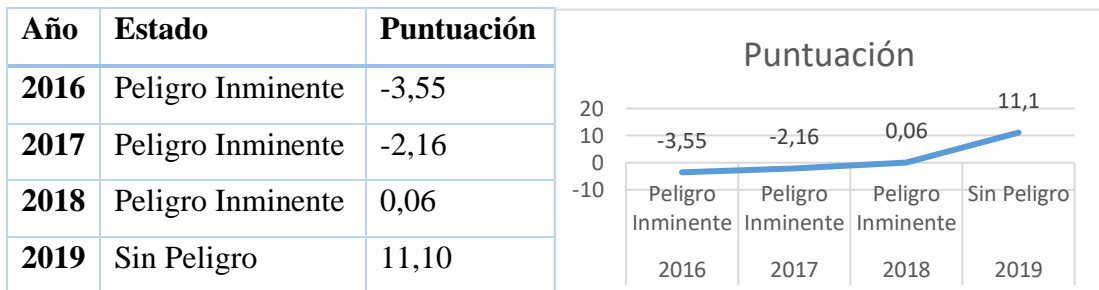 Año Estado Puntuación
2016 Peligro Inminente -3,55
2017 Peligro Inminente -2,16
2018 Peligro Inminente 0,06
2019 Sin Peligro 11,10
Puntuación
20
10
0
-10
-3,55 -2,16 0,06 11,1
Peligro Peligro Peligro Sin Peligro
Inminente Inminente Inminente
2016 2017 2018 2019